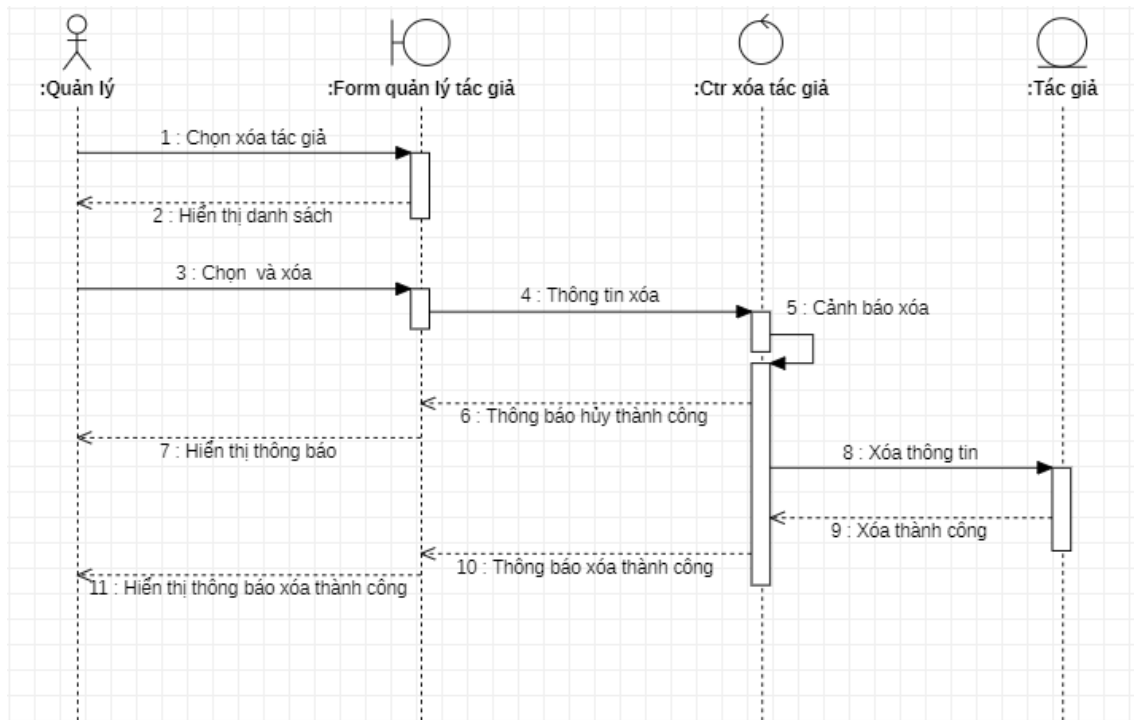 :Quản lý
:Form quản lý tác giả
:Ctr xóa tác giả
:Tác giả
1 : Chọn xóa tác giả
2 : Hiển thị danh sách
3 : Chọn  và xóa
4 : Thông tin xóa
5 : Cảnh báo xóa
6 : Thông báo hủy thành công
7 : Hiển thị thông báo
8 : Xóa thông tin
9 : Xóa thành công
10 : Thông báo xóa thành công
11 : Hiển thị thông báo xóa thành công